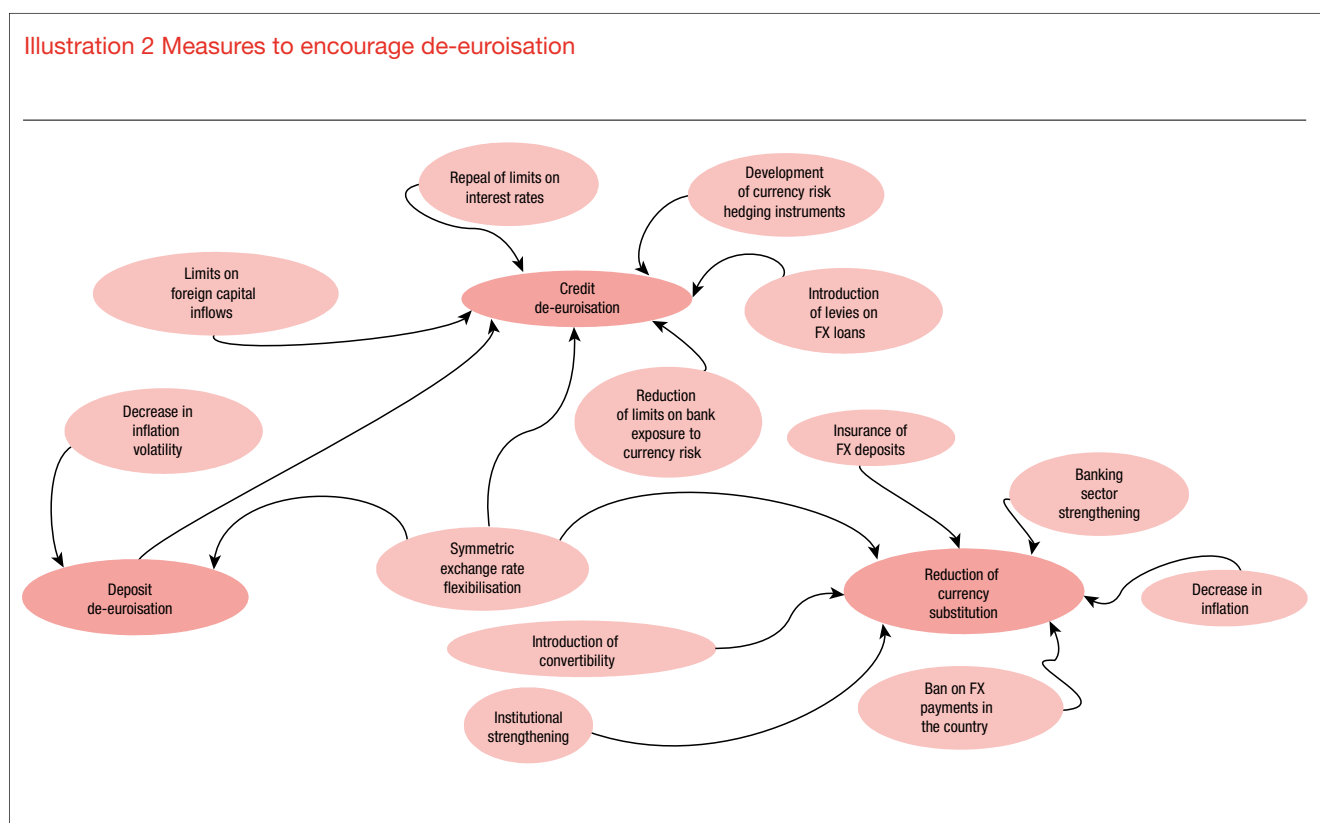 Illustration 2 Measures to encourage de-euroisation
Repeal of limits on
interest rates
Development
of currency risk
hedging instruments
Limits on
foreign capital
inflows
Credit
de-euroisation
Introduction
of levies on
FX loans
Decrease in
inflation
volatility
Reduction
of limits on bank
exposure to
currency risk
Insurance of
FX deposits
Banking
sector
strengthening
Symmetric
exchange rate
flexibilisation
Deposit
de-euroisation
Reduction of
currency
substitution
Decrease in
inflation
Introduction of
convertibility
Institutional
strengthening
Ban on FX
payments in
the country